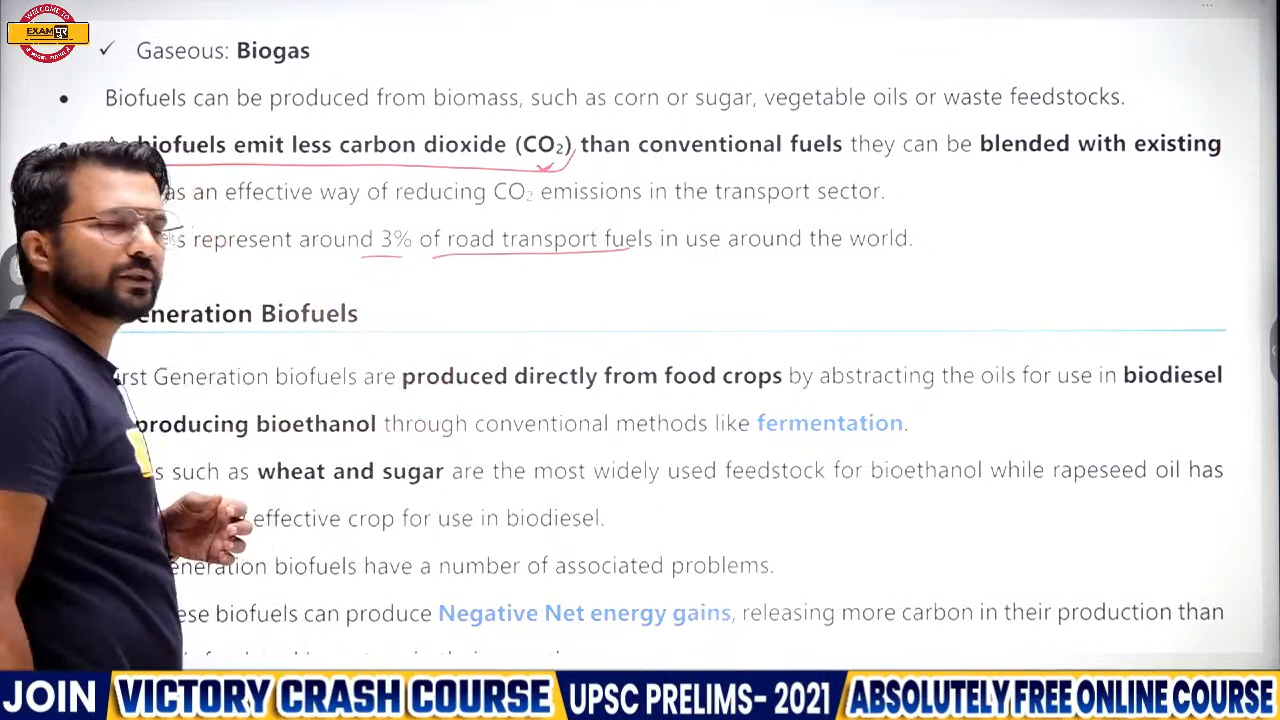 WELCOME TO
EXAM पुर
...
✓ Gaseous: Biogas
• Biofuels can be produced from biomass, such as corn or sugar, vegetable oils or waste feedstocks.
biofuels emit less carbon dioxide (CO₂) than conventional fuels they can be blended with existing
as an effective way of reducing CO₂ emissions in the transport sector.
represent around 3% of road transport fuels in use around the world.
eneration Biofuels
rst Generation biofuels are produced directly from food crops by abstracting the oils for use in biodiesel
producing bioethanol through conventional methods like fermentation.
s such as wheat and sugar are the most widely used feedstock for bioethanol while rapeseed oil has
effective crop for use in biodiesel.
eneration biofuels have a number of associated problems.
ese biofuels can produce Negative Net energy gains, releasing more carbon in their production than
JOIN VICTORY CRASH COURSE UPSC PRELIMS- 2021 ABSOLUTELY FREE ONLINE COURSE